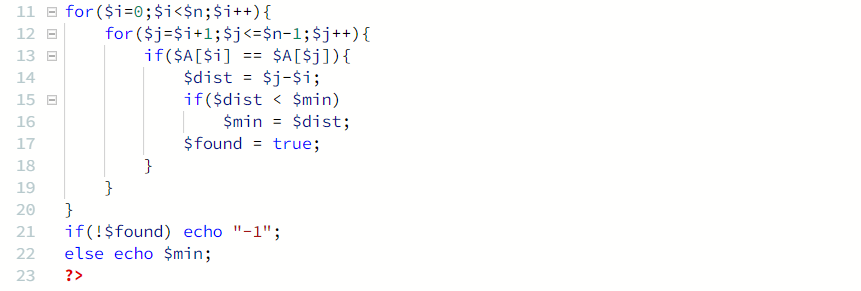 11 for($i=0;$i<$n;$i++){
12 for($j=$i+1;$j<=$n-1;$j++){
13 if($A[$i] == $A[$j]){
14 $dist = $j-$i;
15 if($dist < $min)
16 $min = $dist;
17 $found = true;
18 }
19 }
20 }
21 if(!$found) echo "-1";
22 else echo $min;
23 ?>